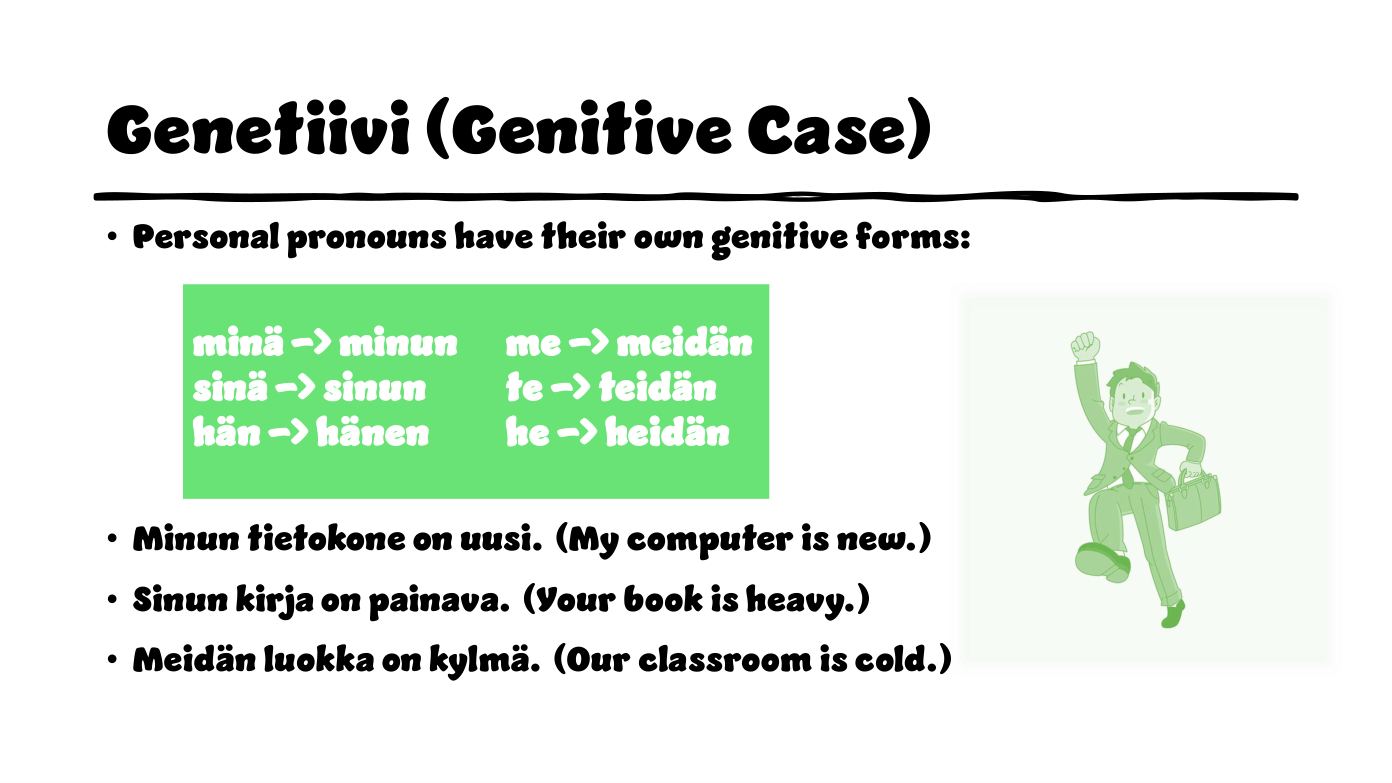 Genetiivi (Genitive Case)
• Personal pronouns have their own genitive forms:
minä –> minun me –> meidän
sinä –> sinun te –> teidän
hän –> hänen he –> heidän
• Minun tietokone on uusi. (My computer is new.)
• Sinun kirja on painava. (Your book is heavy.)
• Meidän luokka on kylmä. (Our classroom is cold.)